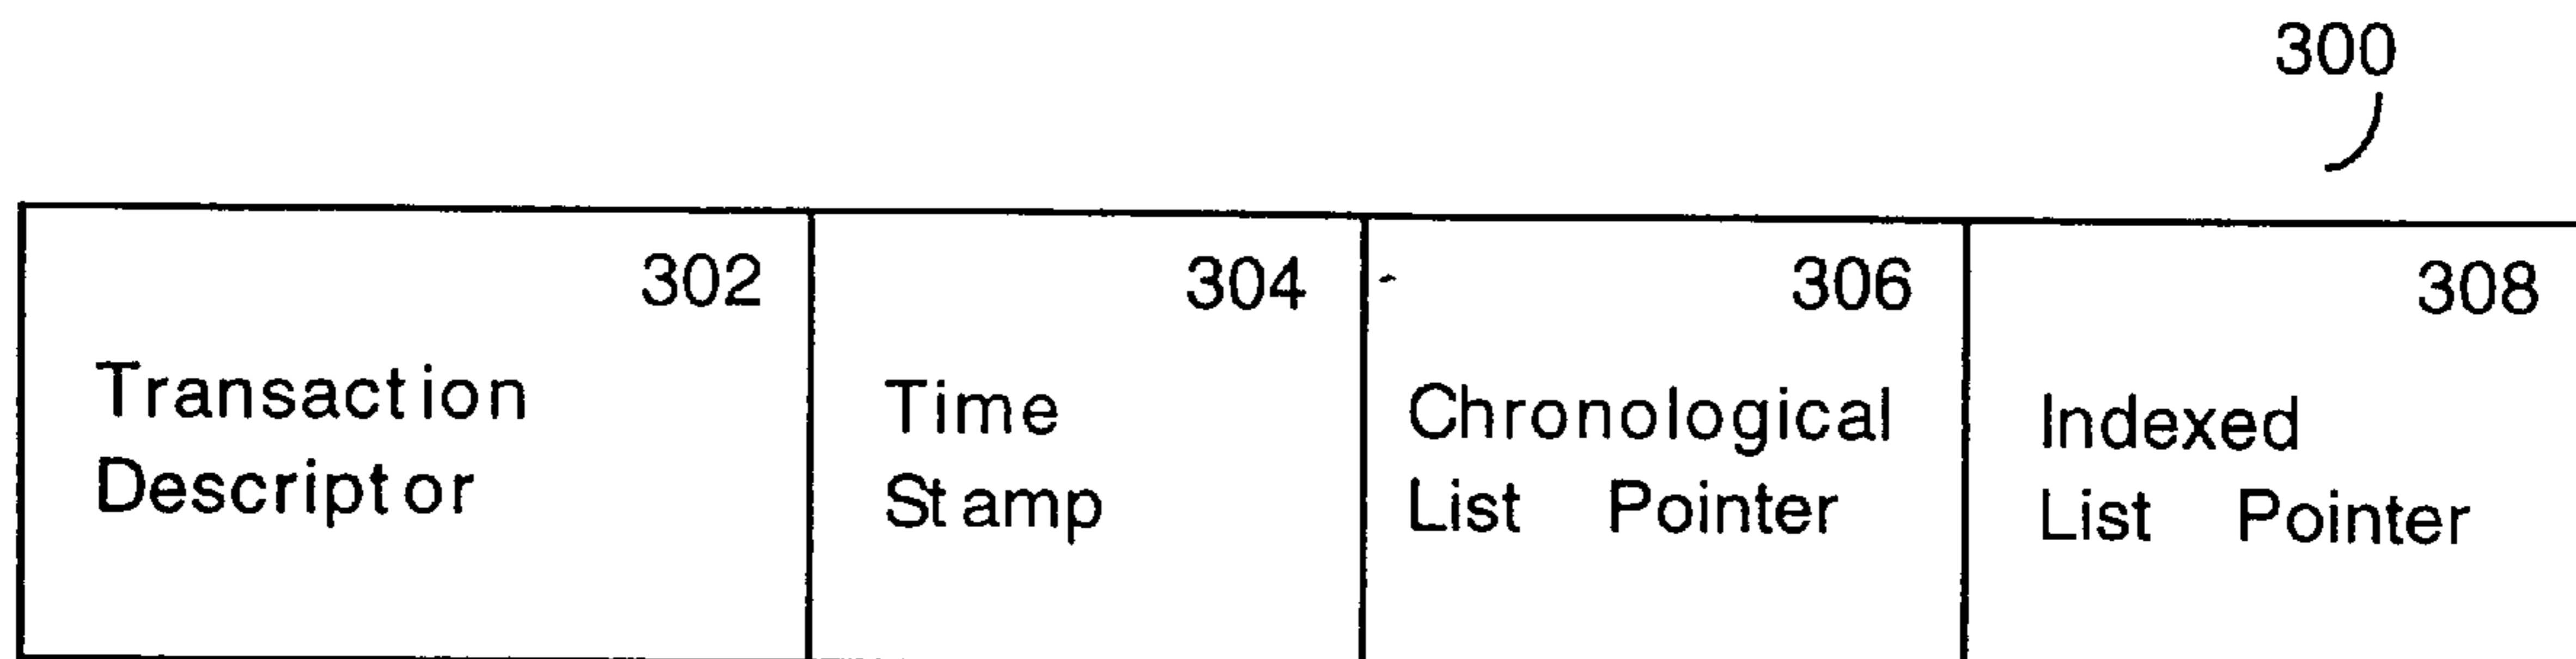 300
302
Transaction
Descriptor
304
Time
Stamp
306
Chronological
List Pointer
308
Indexed
List Pointer